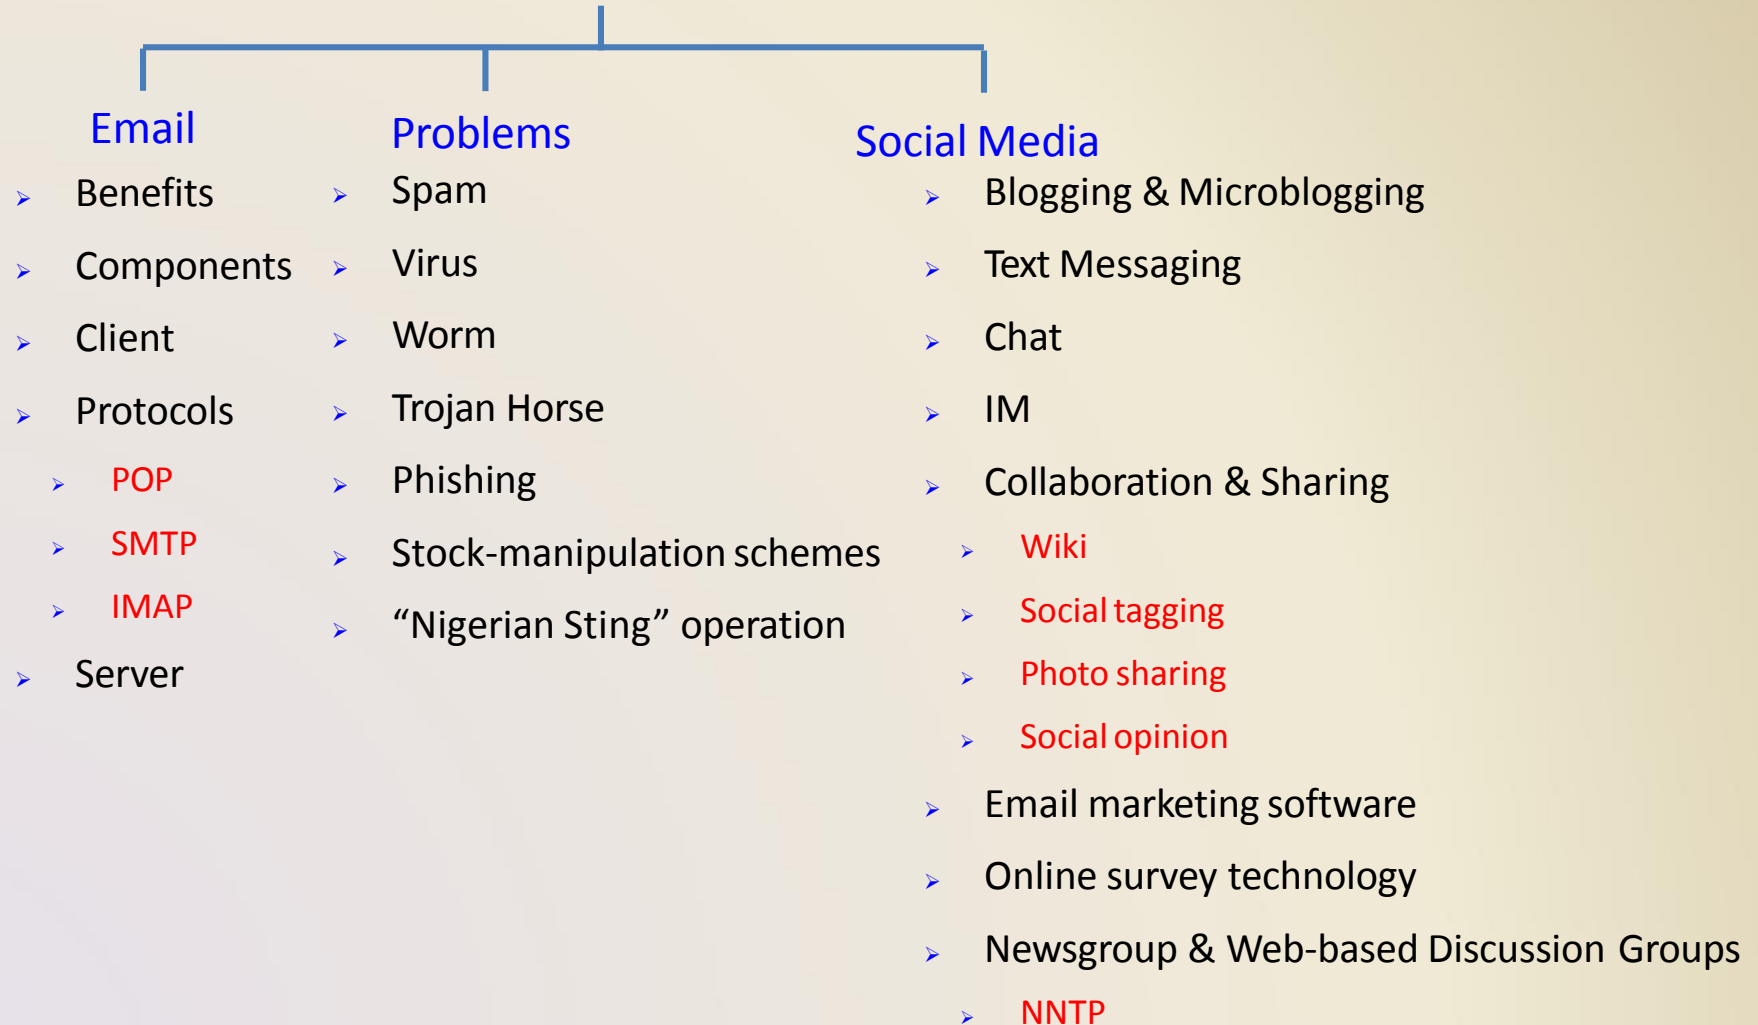 Email
Benefits
Components
Client
Protocols
POP
SMTP
IMAP
Server
Problems
Spam
Virus
Worm
Trojan Horse
Phishing
Stock-manipulation schemes
“Nigerian Sting” operation
Social Media
Blogging & Microblogging
Text Messaging
Chat
IM
Collaboration & Sharing
Wiki
Social tagging
Photo sharing
Social opinion
Email marketing software
Online survey technology
Newsgroup & Web-based Discussion Groups
NNTP